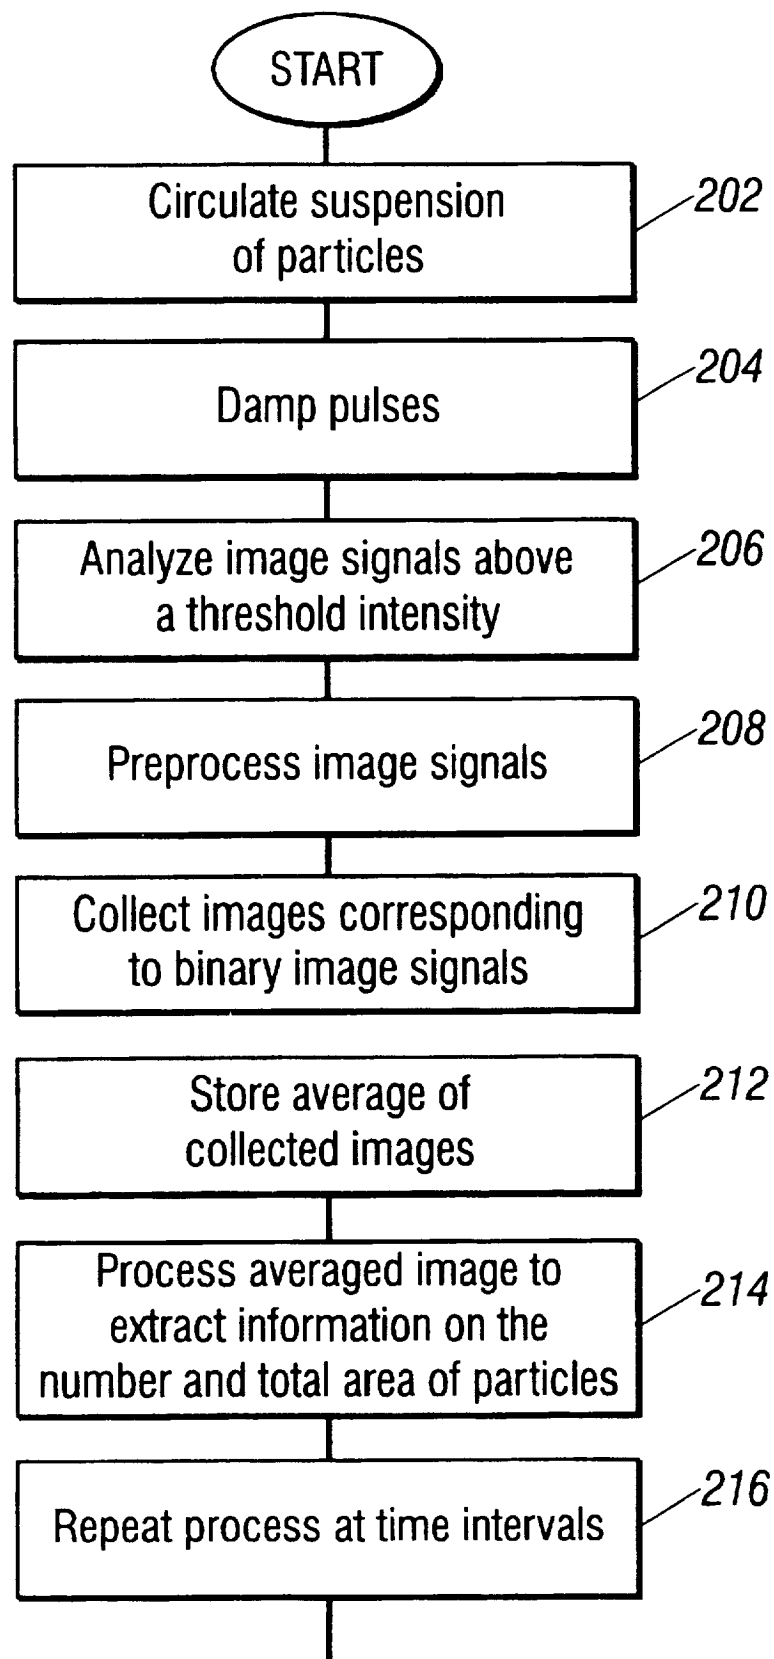 START
Circulate suspension
of particles
202
Damp pulses
204
Analyze image signals above
a threshold intensity
206
Preprocess image signals
208
Collect images corresponding
to binary image signals
210
Store average of
collected images
212
Process averaged image to
extract information on the
number and total area of particles
214
Repeat process at time intervals
216